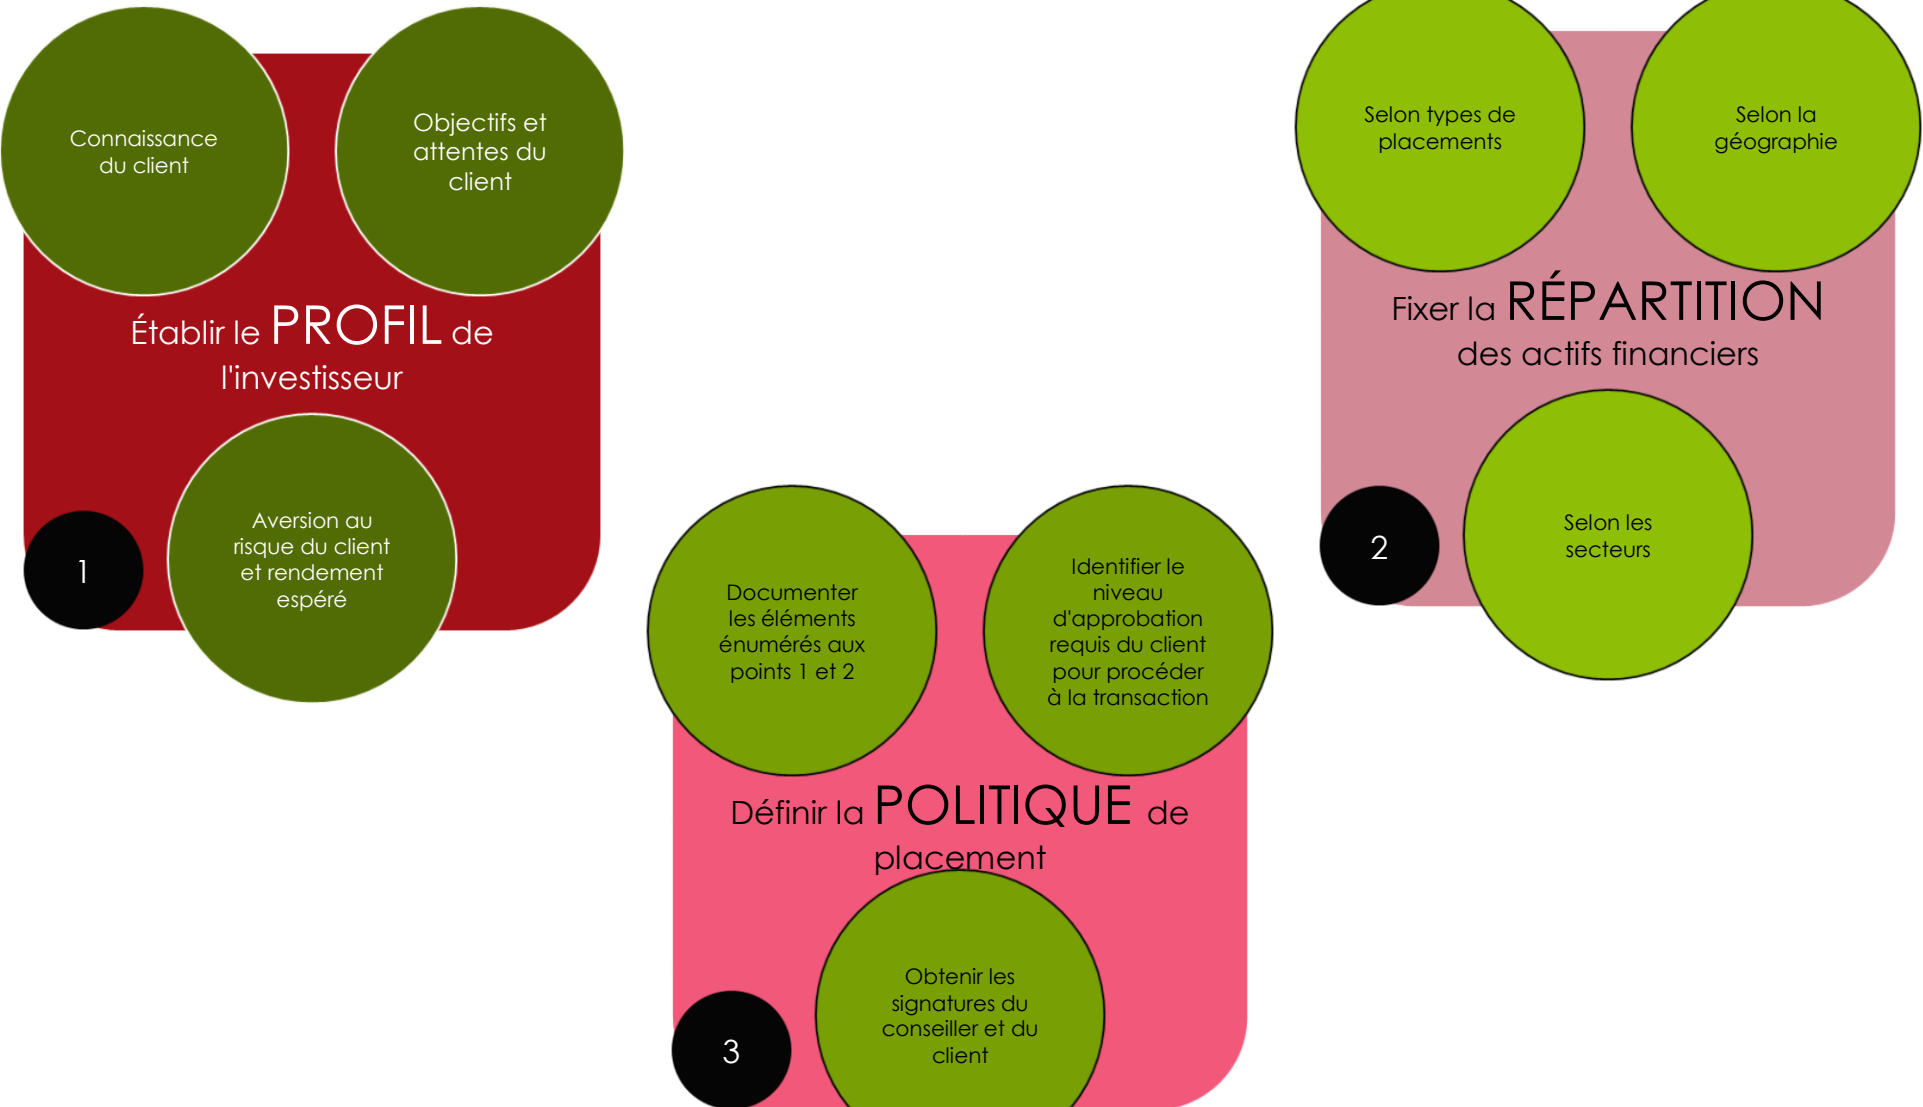 Connaissance
du client
Objectifs et
attentes du
client
Établir le PROFIL de
l'investisseur
Aversion au
risque du client
et rendement
espéré
1
Selon types de
placements
Selon la
géographie
Fixer la RÉPARTITION
des actifs financiers
Selon les
secteurs
2
Documenter
les éléments
énumérés aux
points 1 et 2
Identifier le
niveau
d'approbation
requis du client
pour procéder
à la transaction
Définir la POLITIQUE de
placement
Obtenir les
signatures du
conseiller et du
client
3